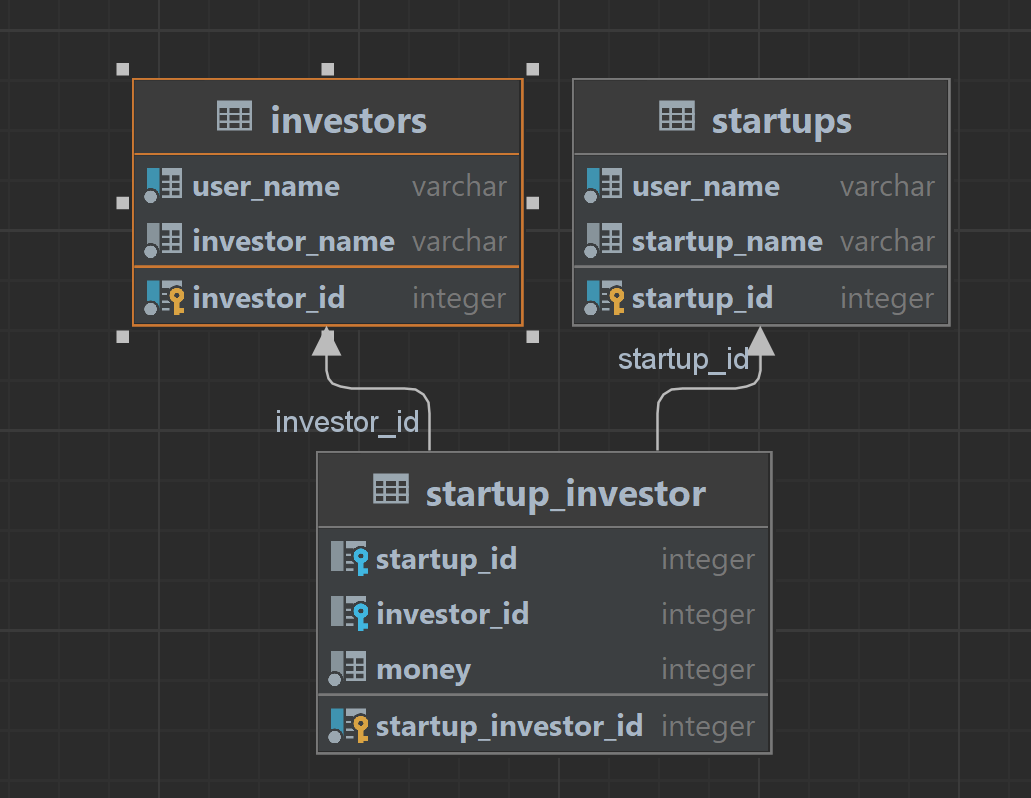 investors
user_name varchar
investor_name varchar
investor_id integer
startups
user_name varchar
startup_name varchar
startup_id integer
startup_id
investor_id
startup_investor
startup_id integer
investor_id integer
money integer
startup_investor_id integer